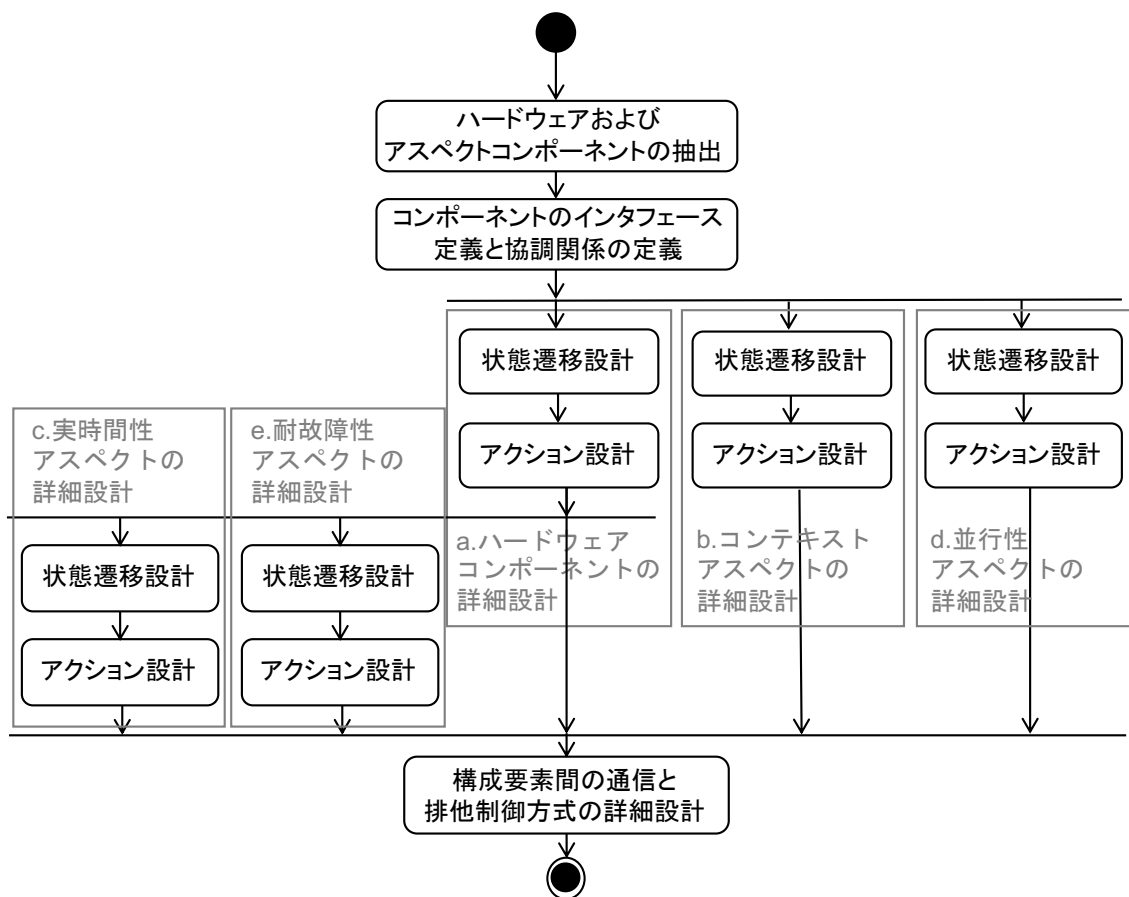 ハードウェアおよび
アスペクトコンポーネントの抽出
コンポーネントのインタフェース
定義と協調関係の定義
状態遷移設計
状態遷移設計
状態遷移設計
アクション設計
アクション設計
アクション設計
c.実時間性
アスペクトの
詳細設計
e.耐故障性
アスペクトの
詳細設計
a.ハードウェア
コンポーネントの
詳細設計
b.コンテキスト
アスペクトの
詳細設計
d.並行性
アスペクトの
詳細設計
状態遷移設計
状態遷移設計
アクション設計
アクション設計
構成要素間の通信と
排他制御方式の詳細設計